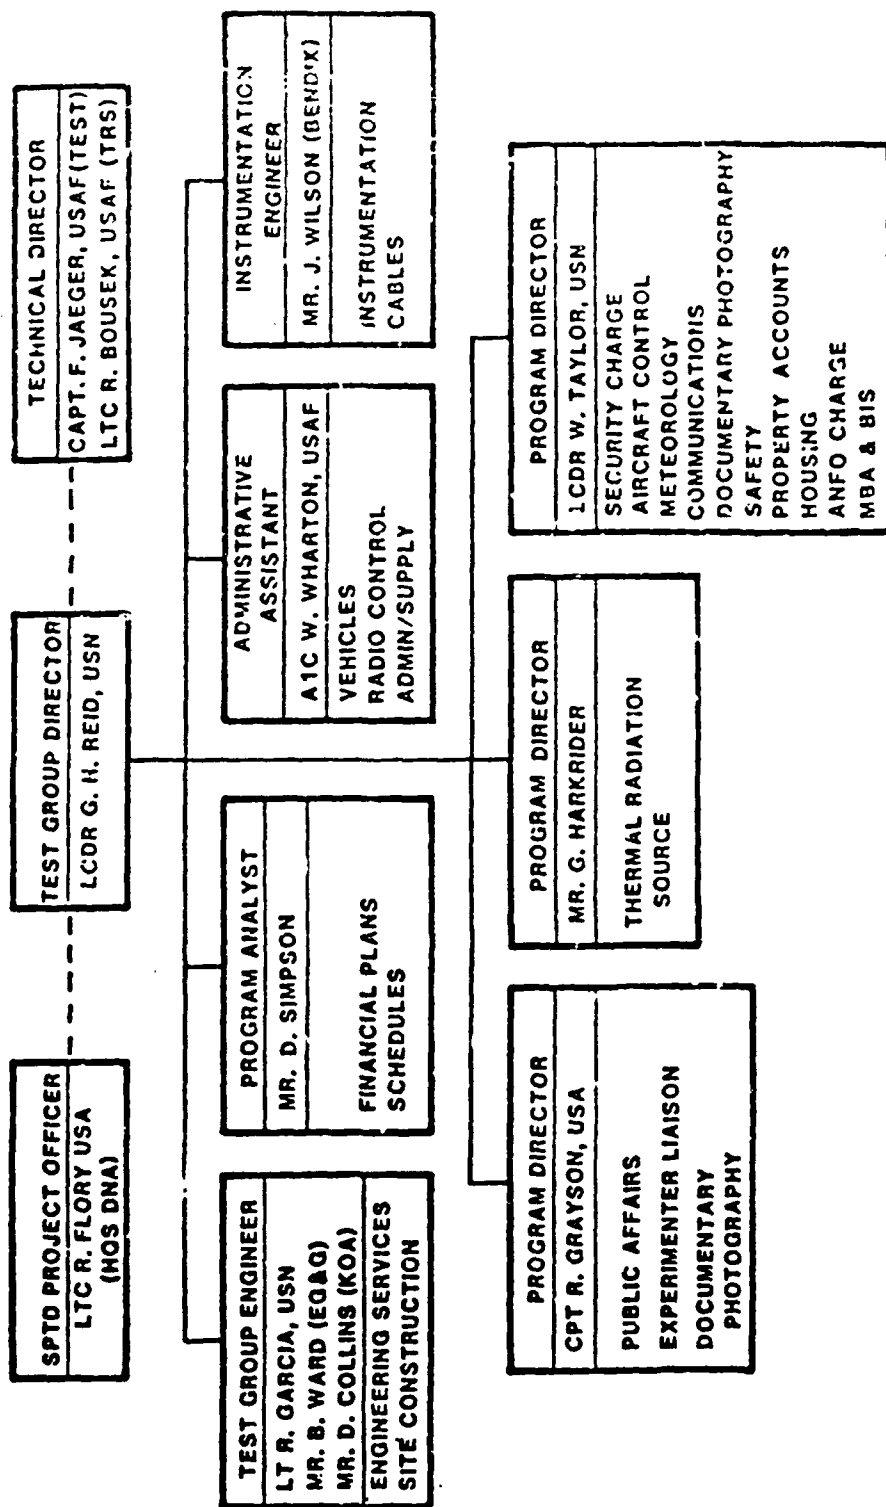 SPTD PROJECT OFFICER
LTC R. FLORY USA
(HQS DNA)
TEST GROUP DIRECTOR
LCDR G. H. REID, USN
TECHNICAL DIRECTOR
CAPT. F. JAEGER, USAF (TEST)
LTC R. BOUSEK, USAF (TRS)
TEST GROUP ENGINEER
LT R. GARCIA, USN
MR. B. WARD (EG&G)
MR. D. COLLINS (KOA)
ENGINEERING SERVICES
SITE CONSTRUCTION
PROGRAM ANALYST
MR. D. SIMPSON
FINANCIAL PLANS
SCHEDULES
ADMINISTRATIVE
ASSISTANT
A1C W. WHARTON, USAF
VEHICLES
RADIO CONTROL
ADMIN/SUPPLY
INSTRUMENTATION
ENGINEER
MR. J. WILSON (BENDIX)
INSTRUMENTATION
CABLES
PROGRAM DIRECTOR
CPT R. GRAYSON, USA
PUBLIC AFFAIRS
EXPERIMENTER LIAISON
DOCUMENTARY
PHOTOGRAPHY
PROGRAM DIRECTOR
MR. G. HARKRIDER
THERMAL RADIATION
SOURCE
PROGRAM DIRECTOR
LCDR W. TAYLOR, USN
SECURITY CHARGE
AIRCRAFT CONTROL
METEOROLOGY
COMMUNICATIONS
DOCUMENTARY PHOTOGRAPHY
SAFETY
PROPERTY ACCOUNTS
HOUSING
ANFO CHARGE
MBA & BIS